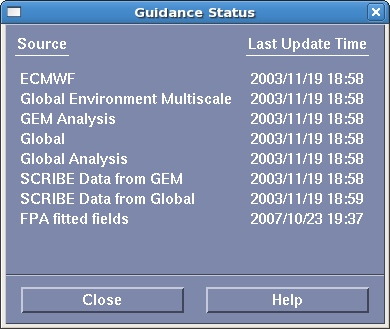 Guidance Status
Source Last Update Time
ECMWF 2003/11/19 18:58
Global Environment Multiscale 2003/11/19 18:58
GEM Analysis 2003/11/19 18:58
Global 2003/11/19 18:58
Global Analysis 2003/11/19 18:58
SCRIBE Data from GEM 2003/11/19 18:58
SCRIBE Data from Global 2003/11/19 18:59
FPA fitted fields 2007/10/23 19:37
Close Help